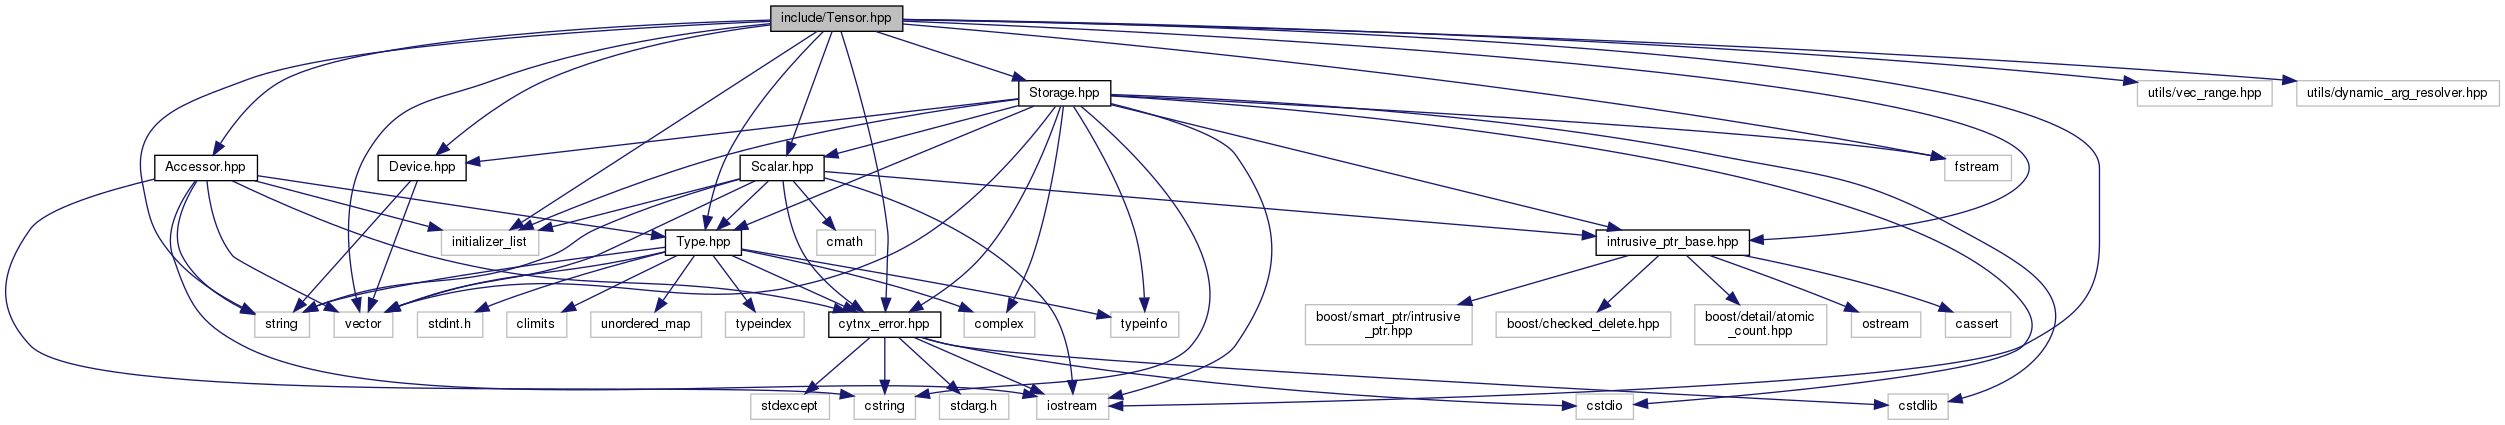 include/Tensor.hpp
Storage.hpp
utils/vec_range.hpp
utils/dynamic_arg_resolver.hpp
Accessor.hpp
Device.hpp
Scalar.hpp
fstream
initializer_list
Type.hpp
cmath
intrusive_ptr_base.hpp
string
vector
stdint.h
climits
unordered_map
typeindex
cytnx_error.hpp
complex
typeinfo
boost/smart_ptr/intrusive
_ptr.hpp
boost/checked_delete.hpp
boost/detail/atomic
_count.hpp
ostream
cassert
stdexcept
cstring
stdarg.h
iostream
cstdio
cstdlib